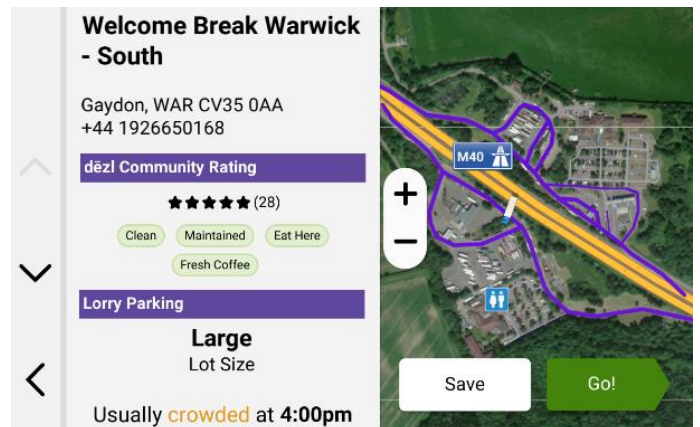 Welcome Break Warwick
- South
Gaydon, WAR CV35 0AA
+44 1926650168
dēzl Community Rating
★★★★★ (28)
Clean
Maintained
Eat Here
Fresh Coffee
Lorry Parking
Large
Lot Size
Usually crowded at 4:00pm
M40
+
−
Save
Go!